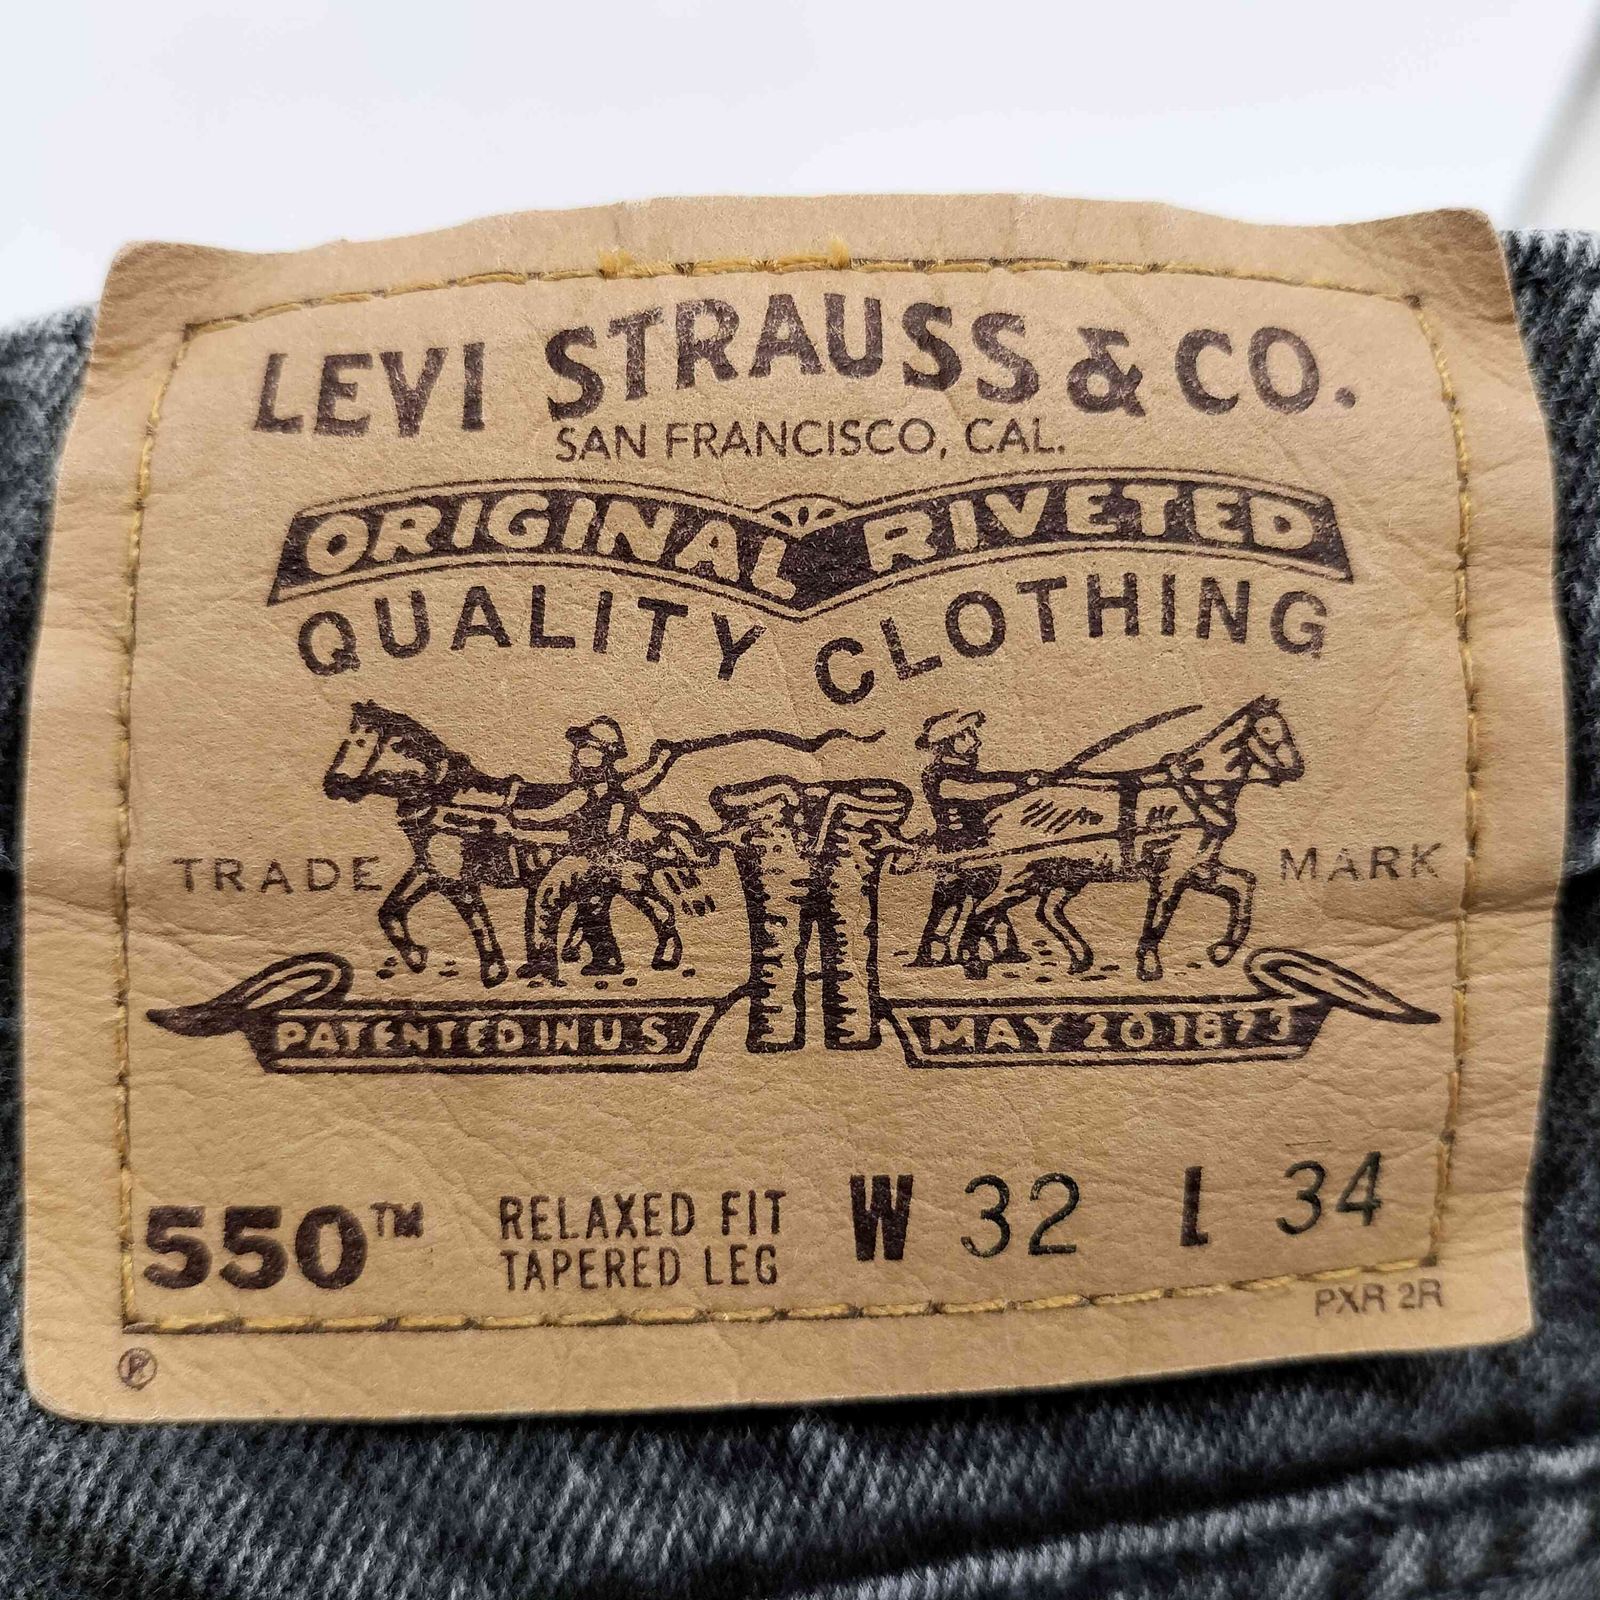 LEVI STRAUSS & CO.
SAN FRANCISCO, CAL.
ORIGINAL RIVETED
QUALITY CLOTHING
TRADE MARK
PATENTED IN U S MAY 20 1873
550™ RELAXED FIT W 32 L 34
TAPERED LEG
PXR 2R
®